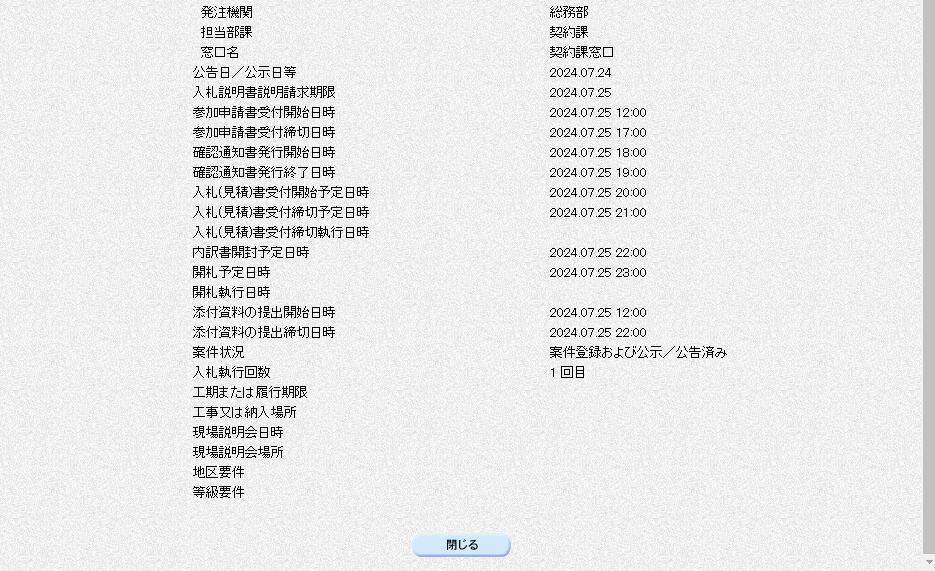 発注機関 総務部
担当部課 契約課
窓口名 契約課窓口
公告日／公示日等 2024.07.24
入札説明書説明請求期限 2024.07.25
参加申請書受付開始日時 2024.07.25 12:00
参加申請書受付締切日時 2024.07.25 17:00
確認通知書発行開始日時 2024.07.25 18:00
確認通知書発行終了日時 2024.07.25 19:00
入札(見積)書受付開始予定日時 2024.07.25 20:00
入札(見積)書受付締切予定日時 2024.07.25 21:00
入札(見積)書受付締切執行日時
内訳書開封予定日時 2024.07.25 22:00
開札予定日時 2024.07.25 23:00
開札執行日時
添付資料の提出開始日時 2024.07.25 12:00
添付資料の提出締切日時 2024.07.25 22:00
案件状況 案件登録および公示／公告済み
入札執行回数 1 回目
工期または履行期限
工事又は納入場所
現場説明会日時
現場説明会場所
地区要件
等級要件
閉じる